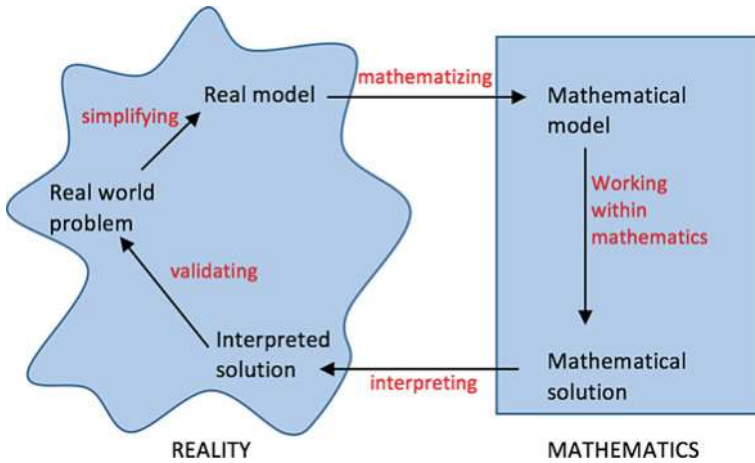 Real model
mathematizing
Mathematical
model
simplifying
Real world
problem
Working
within
mathematics
validating
Interpreted
solution
interpreting
Mathematical
solution
REALITY
MATHEMATICS